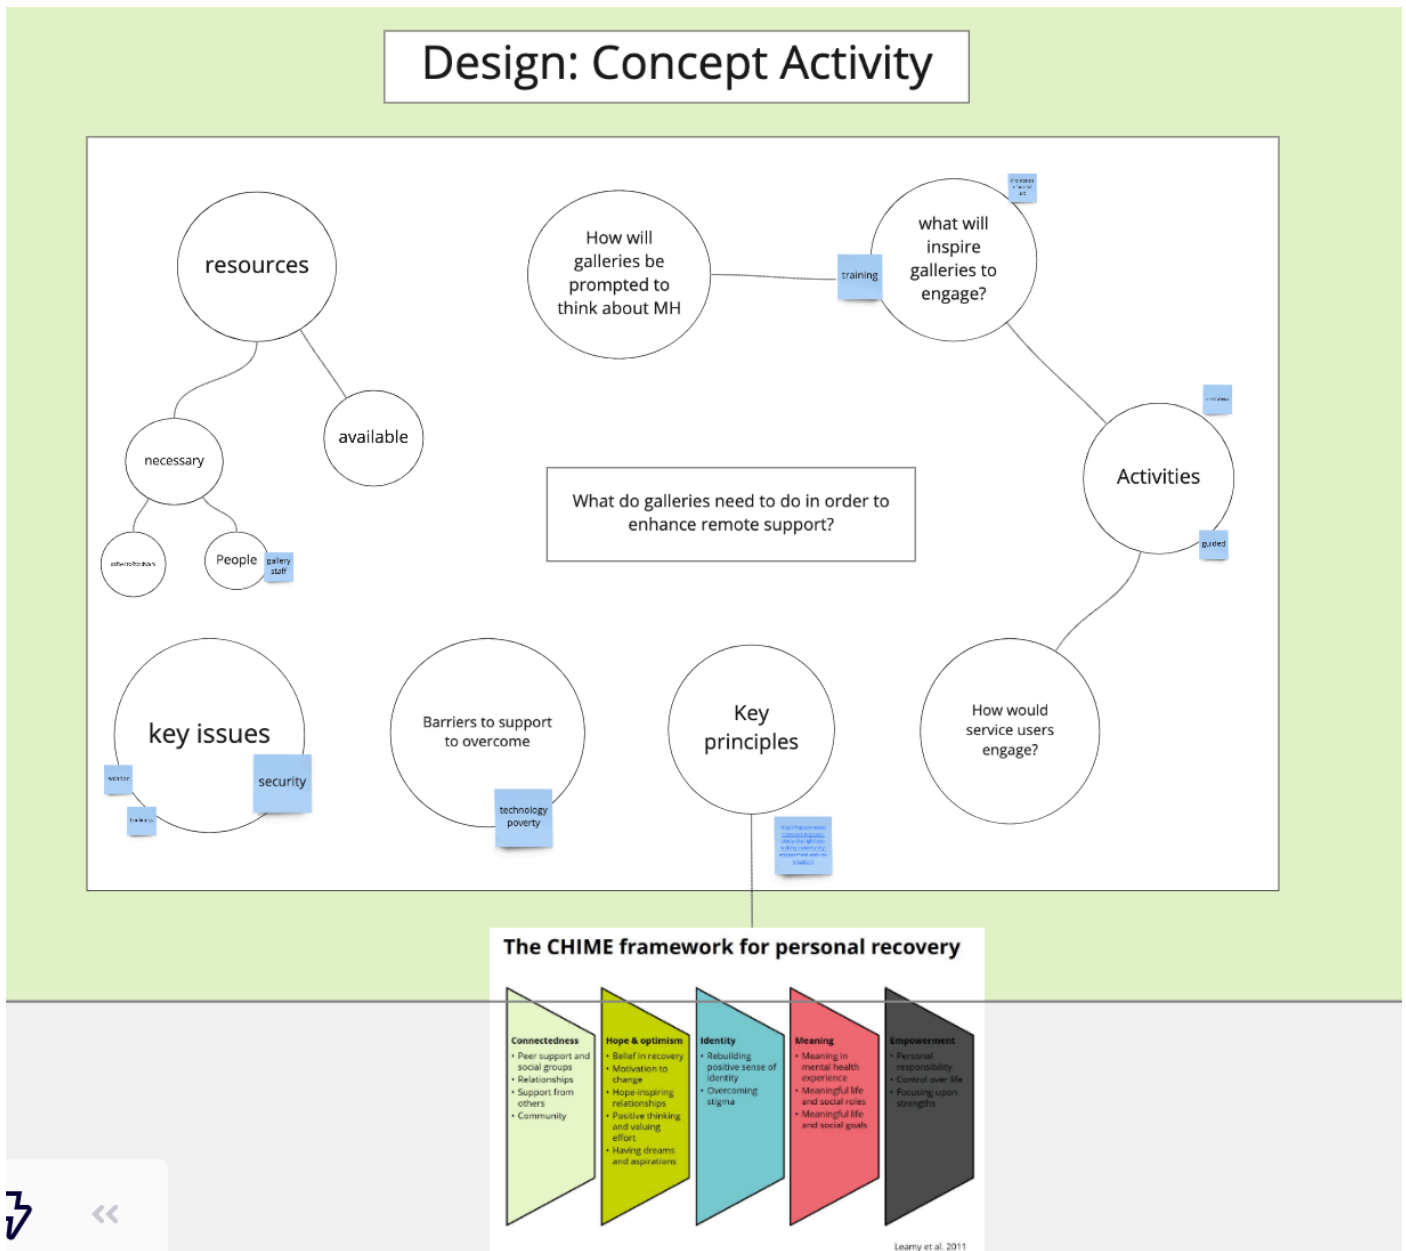 Design: Concept Activity
resources
necessary
available
software/hardware
People
gallery
staff
How will
galleries be
prompted to
think about MH
training
what will
inspire
galleries to
engage?
Activities
guided
What do galleries need to do in order to
enhance remote support?
key issues
security
Barriers to support
to overcome
technology
poverty
Key
principles
How would
service users
engage?
The CHIME framework for personal recovery
Connectedness
• Peer support and
social groups
• Relationships
• Support from
others
• Community
Hope & optimism
• Belief in recovery
• Motivation to
change
• Hope-inspiring
relationships
• Positive thinking
and valuing
effort
• Having dreams
and aspirations
Identity
• Rebuilding
positive sense of
identity
• Overcoming
stigma
Meaning
• Meaning in
mental health
experience
• Meaningful life
and social roles
• Meaningful life
and social goals
Empowerment
• Personal
responsibility
• Control over life
• Focusing upon
strengths
Leamy et al. 2011